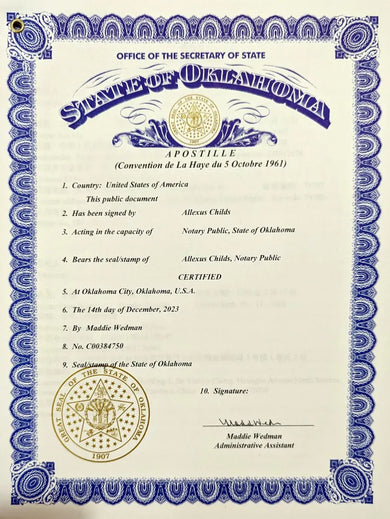 OFFICE OF THE SECRETARY OF STATE
STATE OF OKLAHOMA
APOSTILLE
(Convention de La Haye du 5 Octobre 1961)
1. Country: United States of America
This public document
2. Has been signed by Allexus Childs
3. Acting in the capacity of Notary Public, State of Oklahoma
4. Bears the seal/stamp of Allexus Childs, Notary Public
CERTIFIED
5. At Oklahoma City, Oklahoma, U.S.A.
6. The 14th day of December, 2023
7. By Maddie Wedman
8. No. C00384750
9. Seal/stamp of the State of Oklahoma
10. Signature:
GREAT SEAL OF THE STATE OF OKLAHOMA
1907
Maddie Wedman
Administrative Assistant